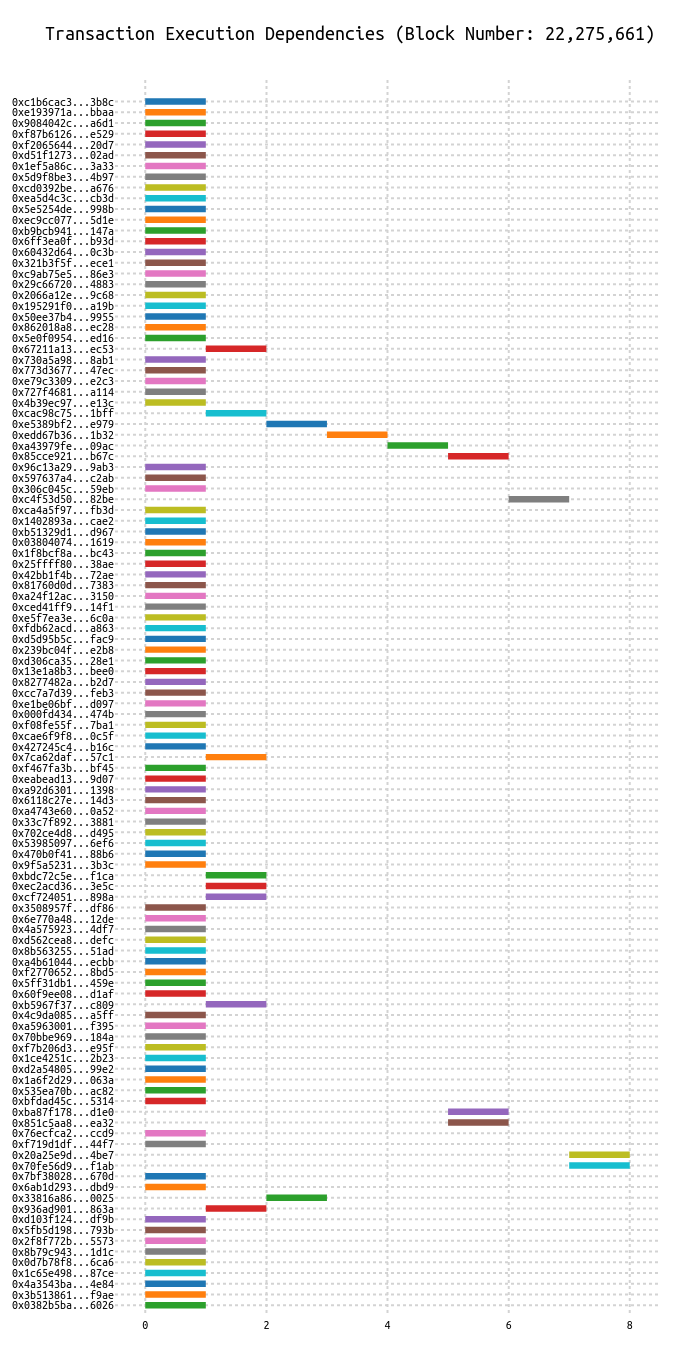 Transaction Execution Dependencies (Block Number: 22,275,661)
0xc1b6cac3...3b8c
0xe193971a...bbaa
0x9084042c...a6d1
0xf87b6126...e529
0xf2065644...20d7
0xd51f1273...02ad
0x1ef5a86c...3a33
0x5d9f8be3...4b97
0xcd0392be...a676
0xea5d4c3c...cb3d
0x5e5254de...998b
0xec9cc077...5d1e
0xb9bcb941...147a
0x6ff3ea0f...b93d
0x60432d64...0c3b
0x321b3f5f...ece1
0xc9ab75e5...86e3
0x29c66720...4883
0x2066a12e...9c68
0x195291f0...a19b
0x50ee37b4...9955
0x862018a8...ec28
0x5e0f0954...ed16
0x67211a13...ec53
0x730a5a98...8ab1
0x773d3677...47ec
0xe79c3309...e2c3
0x727f4681...a114
0x4b39ec97...e13c
0xcac98c75...1bff
0xe5389bf2...e979
0xedd67b36...1b32
0xa43979fe...09ac
0x85cce921...b67c
0x96c13a29...9ab3
0x597637a4...c2ab
0x306c045c...59eb
0xc4f53d50...82be
0xca4a5f97...fb3d
0x1402893a...cae2
0xb51329d1...d967
0x03804074...1619
0x1f8bcf8a...bc43
0x25ffff80...38ae
0x42bb1f4b...72ae
0x81760d0d...7383
0xa24f12ac...3150
0xced41ff9...14f1
0xe5f7ea3e...6c0a
0xfdb62acd...a863
0xd5d95b5c...fac9
0x239bc04f...e2b8
0xd306ca35...28e1
0x13e1a8b3...bee0
0x8277482a...b2d7
0xcc7a7d39...feb3
0xe1be06bf...d097
0x000fd434...474b
0xf08fe55f...7ba1
0xcae6f9f8...0c5f
0x427245c4...b16c
0x7ca62daf...57c1
0xf467fa3b...bf45
0xeabead13...9d07
0xa92d6301...1398
0x6118c27e...14d3
0xa4743e60...0a52
0x33c7f892...3881
0x702ce4d8...d495
0x53985097...6ef6
0x470b0f41...88b6
0x9f5a5231...3b3c
0xbdc72c5e...f1ca
0xec2acd36...3e5c
0xcf724051...898a
0x3508957f...df86
0x6e770a48...12de
0x4a575923...4df7
0xd562cea8...defc
0x8b563255...51ad
0xa4b61044...ecbb
0xf2770652...8bd5
0x5ff31db1...459e
0x60f9ee08...d1af
0xb5967f37...c809
0x4c9da085...a5ff
0xa5963001...f395
0x70bbe969...184a
0xf7b206d3...e95f
0x1ce4251c...2b23
0xd2a54805...99e2
0x1a6f2d29...063a
0x535ea70b...ac82
0xbfdad45c...5314
0xba87f178...d1e0
0x851c5aa8...ea32
0x76ecfca2...ccd9
0xf719d1df...44f7
0x20a25e9d...4be7
0x70fe56d9...f1ab
0x7bf38028...670d
0x6ab1d293...dbd9
0x33816a86...0025
0x936ad901...863a
0xd103f124...df9b
0x5fb5d198...793b
0x2f8f772b...5573
0x8b79c943...1d1c
0x0d7b78f8...6ca6
0x1c65e498...87ce
0x4a3543ba...4e84
0x3b513861...f9ae
0x0382b5ba...6026
0 2 4 6 8